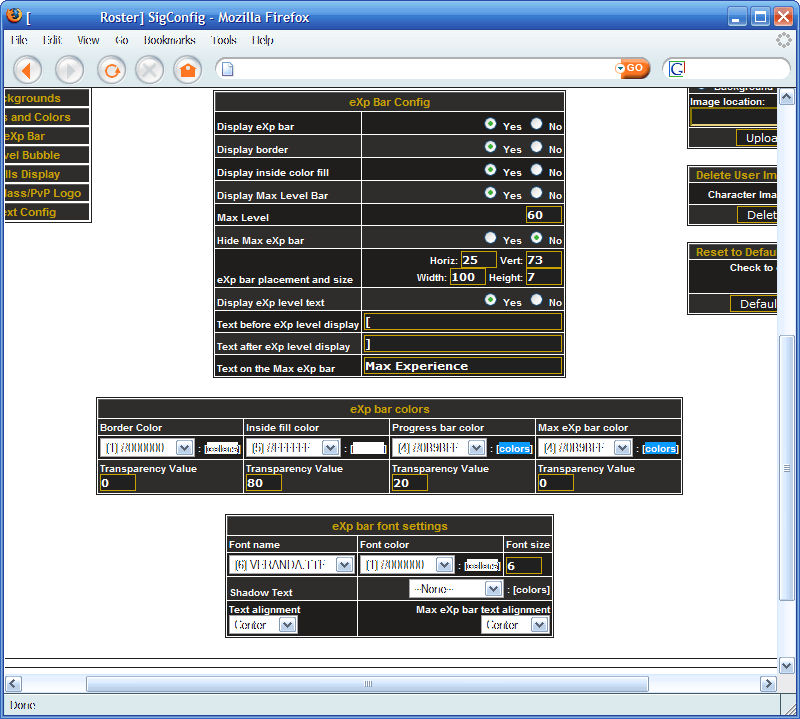 [ Roster] SigConfig - Mozilla Firefox
File Edit View Go Bookmarks Tools Help
GO
G
ckgrounds
s and Colors
eXp Bar
vel Bubble
lls Display
lass/PvP Logo
ext Config
eXp Bar Config
Display eXp bar Yes No
Display border Yes No
Display inside color fill Yes No
Display Max Level Bar Yes No
Max Level 60
Hide Max eXp bar Yes No
Horiz: 25 Vert: 73
eXp bar placement and size Width: 100 Height: 7
Display eXp level text Yes No
Text before eXp level display [
Text after eXp level display ]
Text on the Max eXp bar Max Experience
Background
Image location:
Uploa
Delete User Im
Character Ima
Delet
Reset to Defau
Check to
Default
eXp bar colors
Border Color Inside fill color Progress bar color Max eXp bar color
(1) #000000 : [colors] (5) #FFFFFF : [ ] (4) #0B9BFF : [colors] (4) #0B9BFF : [colors]
Transparency Value Transparency Value Transparency Value Transparency Value
0 80 20 0
eXp bar font settings
Font name Font color Font size
(6) VERANDA.TTF (1) #000000 : [colors] 6
Shadow Text --None-- : [colors]
Text alignment Max eXp bar text alignment
Center Center
Done